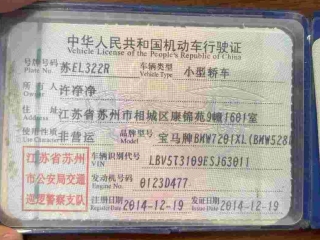 中华人民共和国机动车行驶证
Vehicle License of the People's Republic of China
号牌号码 苏EL322R 车辆类型 小型轿车
Plate No. Vehicle Type
所有人 许净净
Owner
住址 江苏省苏州市相城区康锦苑9幢1601室
Address
使用性质 非营运 品牌型号 宝马牌BMW7201XL(BMW528
Use Character Model
江苏省苏州 车辆识别代号 LBV5T3109ESJ63011
市公安局交通 VIN
巡逻警察支队 发动机号码 0123D477
Engine No.
注册日期 2014-12-19 发证日期 2014-12-19
Register Date Issue Date